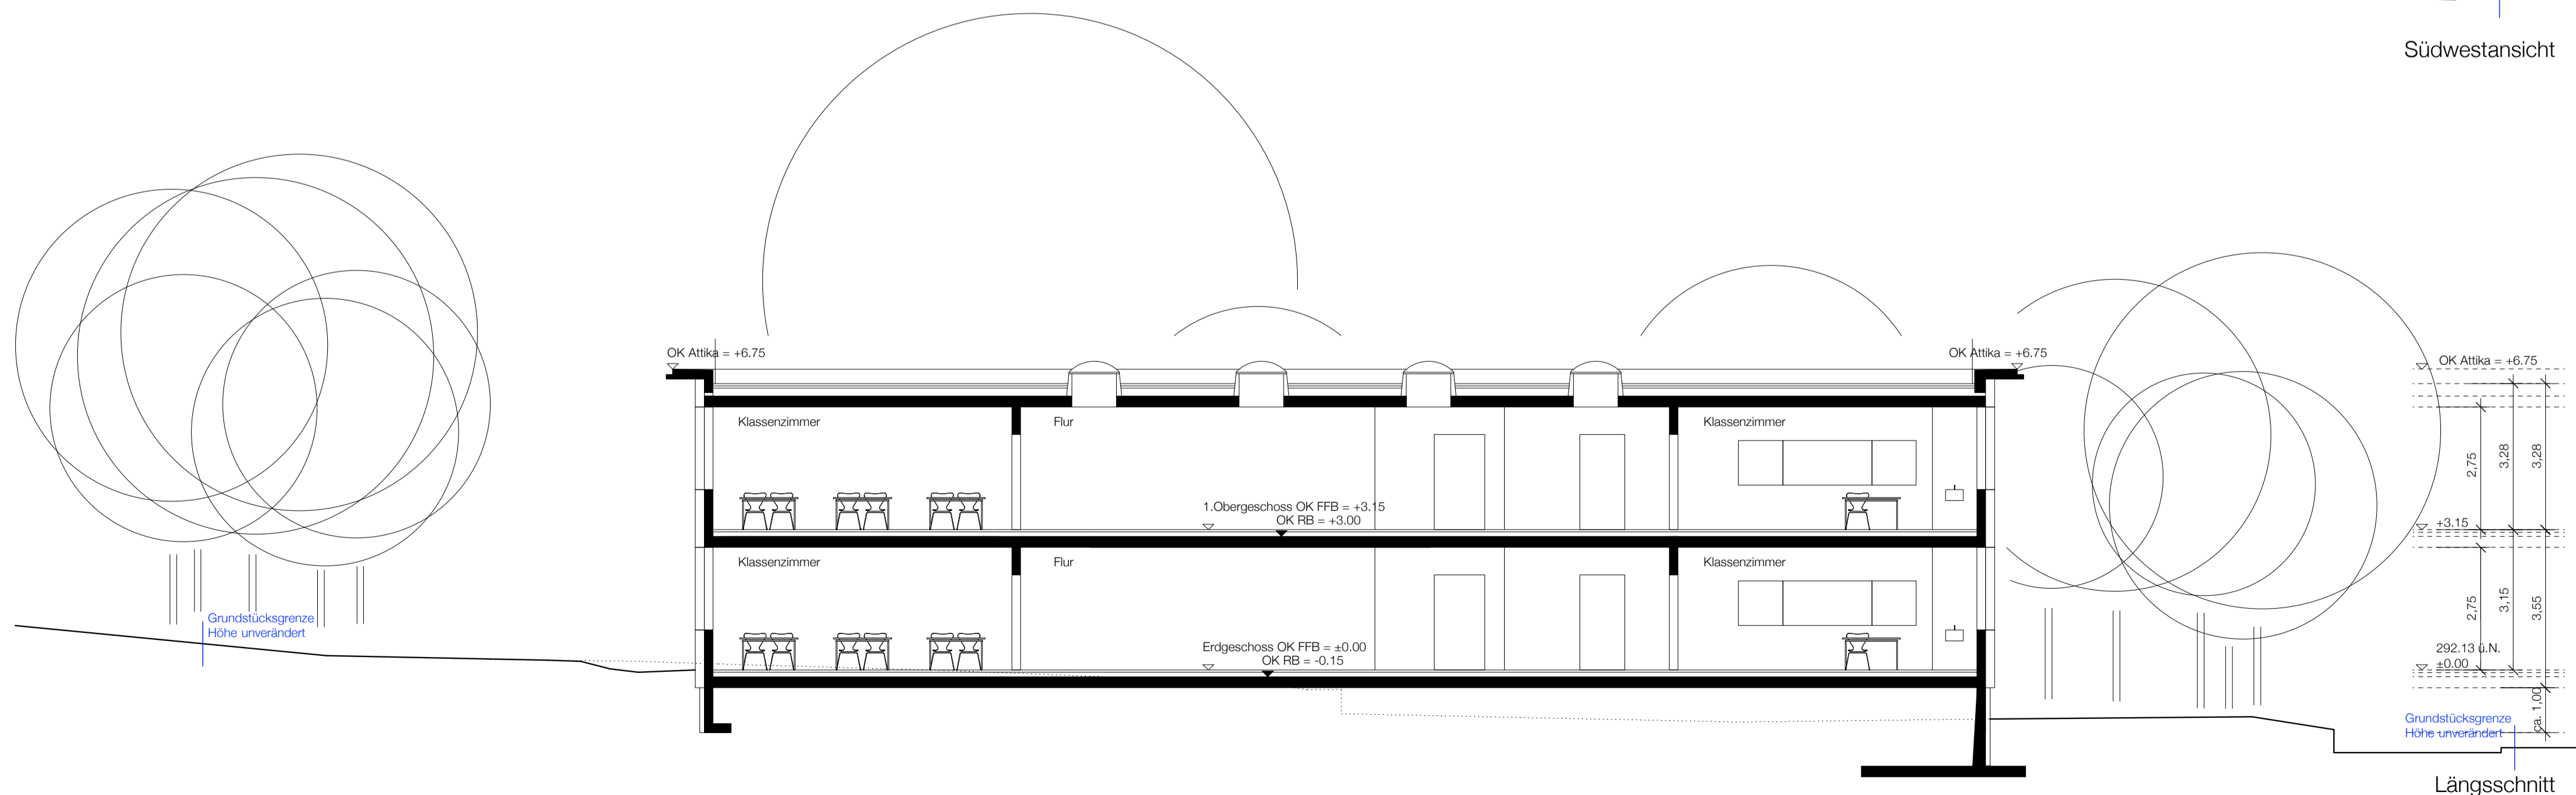 Südwestansicht
OK Attika = +6.75
OK Attika = +6.75
OK Attika = +6.75
Klassenzimmer
Flur
Klassenzimmer
2,75
3,28
3,28
1.Obergeschoss OK FFB = +3.15
OK RB = +3.00
+3.15
Klassenzimmer
Flur
Klassenzimmer
2,75
3,15
3,55
Grundstücksgrenze
Höhe unverändert
Erdgeschoss OK FFB = ±0.00
OK RB = -0.15
292.13 ü.N.
±0.00
ca. 1,00
Grundstücksgrenze
Höhe unverändert
Längsschnitt